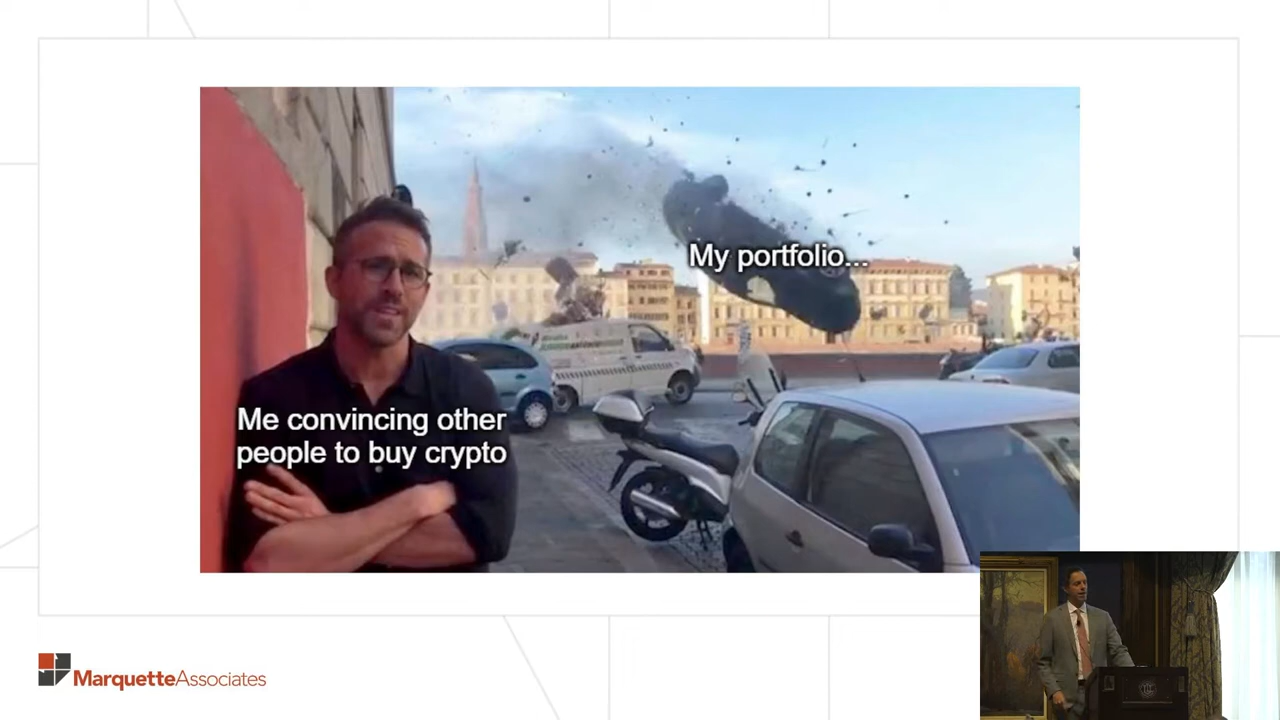 My portfolio...
Me convincing other
people to buy crypto
MarquetteAssociates